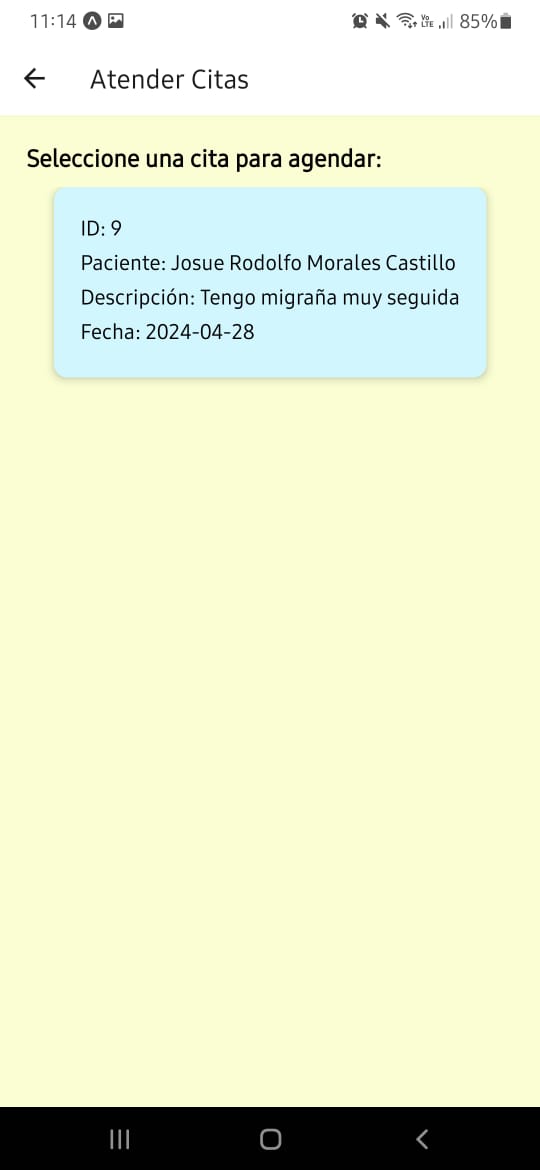 11:14
Vo
LTE
85%
Atender Citas
Seleccione una cita para agendar:
ID: 9
Paciente: Josue Rodolfo Morales Castillo
Descripción: Tengo migraña muy seguida
Fecha: 2024-04-28